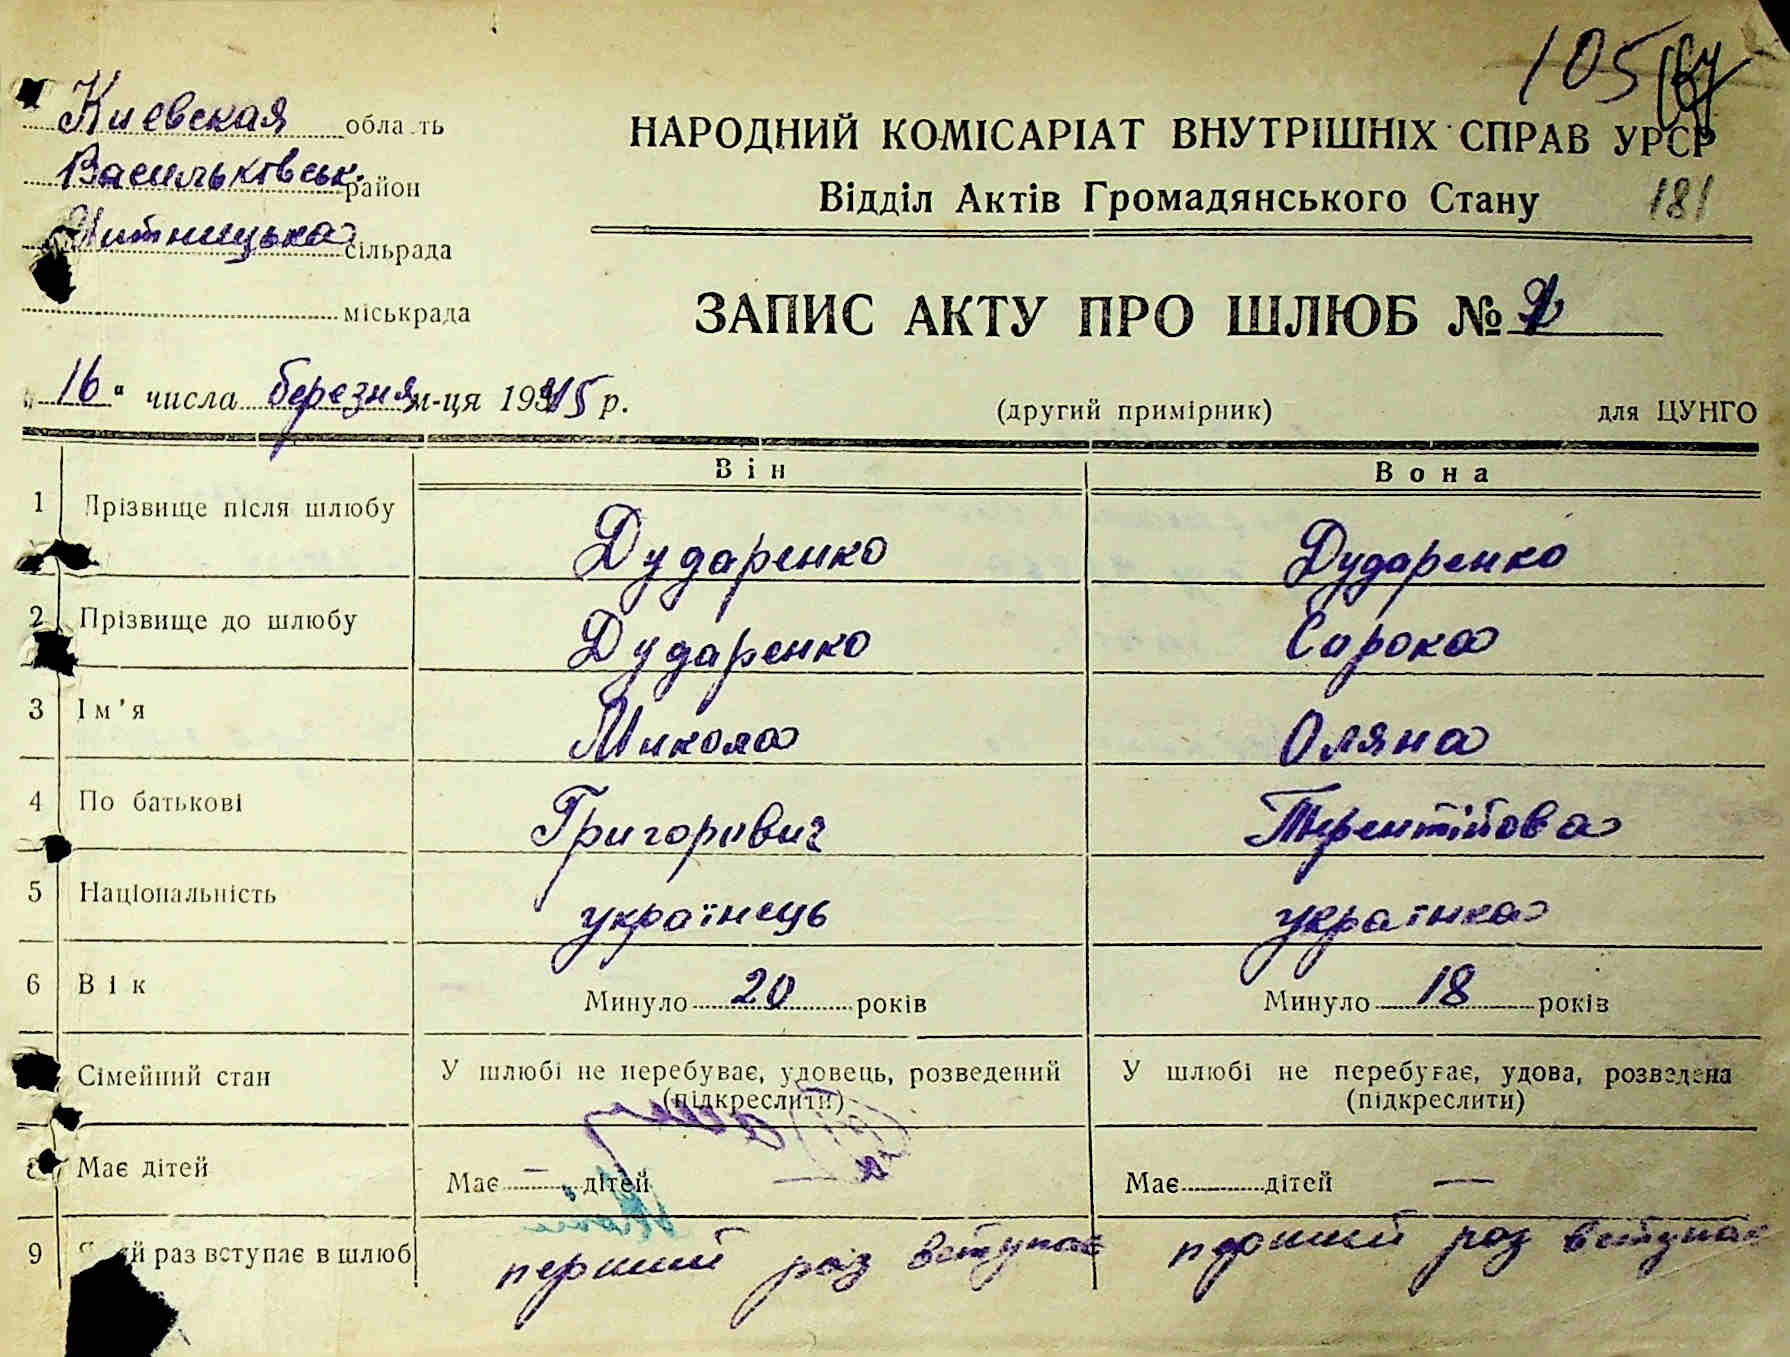 105
Киевская область
Васильковськ. район
Митницька сільрада
міськрада
НАРОДНИЙ КОМІСАРІАТ ВНУТРІШНІХ СПРАВ УРСР
Відділ Актів Громадянського Стану 181
ЗАПИС АКТУ ПРО ШЛЮБ №
„16“ числа березня м-ця 1945 р.
(другий примірник) для ЦУНГО
Він Вона
1 Прізвище після шлюбу Дударенко Дударенко
2 Прізвище до шлюбу Дударенко Сорока
3 Ім'я Микола Оляна
4 По батькові Григорович Терентійова
5 Національність українець українка
6 Вік Минуло 20 років Минуло 18 років
Сімейний стан У шлюбі не перебуває, удовець, розведений У шлюбі не перебуває, удова, розведена
(підкреслити) (підкреслити)
8 Має дітей Має — дітей — Має дітей —
9 раз вступає в шлюб перший раз вступає перший раз вступає